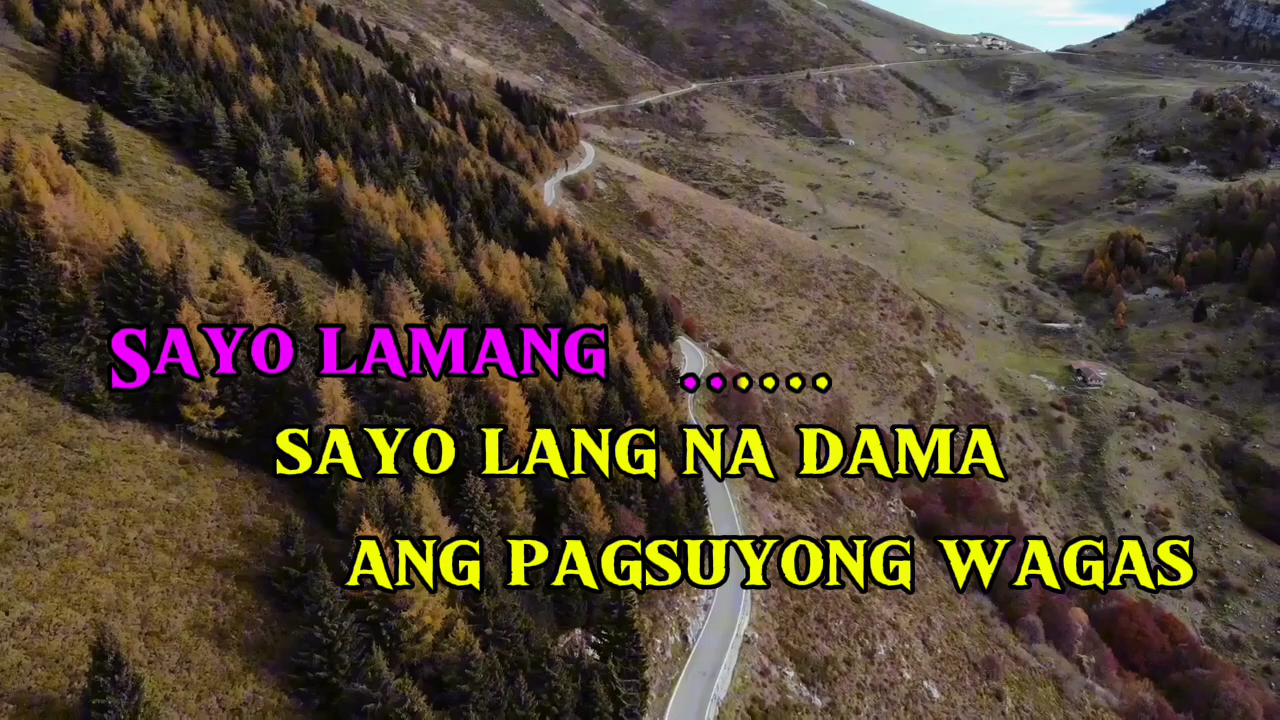 Sayo lamang ......
sayo lang na dama
ang pagsuyong wagas